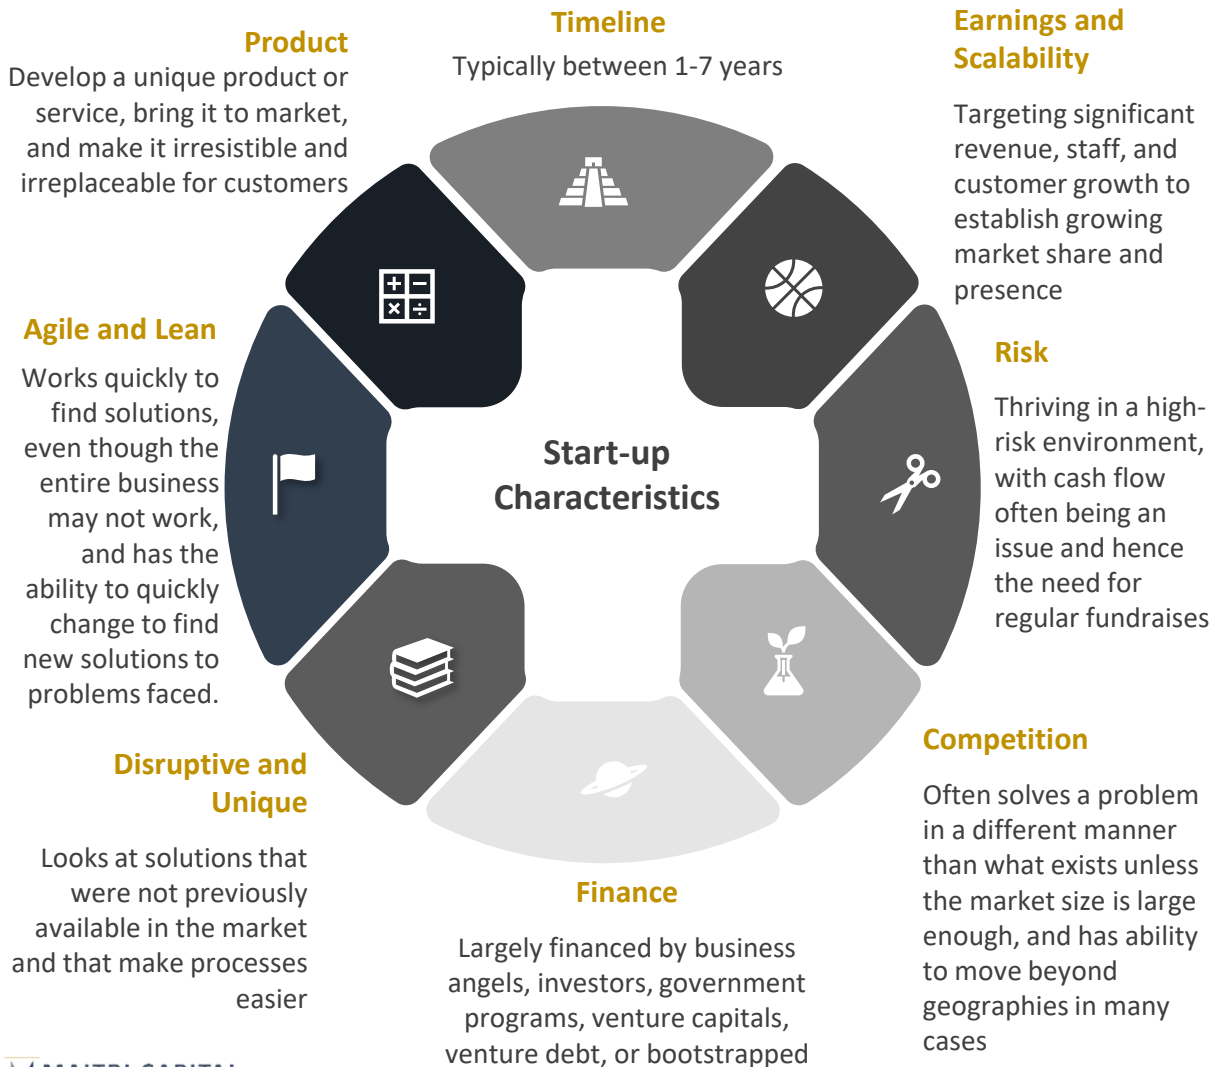 Timeline
Typically between 1-7 years
Earnings and
Scalability
Targeting significant
revenue, staff, and
customer growth to
establish growing
market share and
presence
Risk
Thriving in a high-
risk environment,
with cash flow
often being an
issue and hence
the need for
regular fundraises
Competition
Often solves a problem
in a different manner
than what exists unless
the market size is large
enough, and has ability
to move beyond
geographies in many
cases
Finance
Largely financed by business
angels, investors, government
programs, venture capitals,
venture debt, or bootstrapped
Disruptive and
Unique
Looks at solutions that
were not previously
available in the market
and that make processes
easier
Agile and Lean
Works quickly to
find solutions,
even though the
entire business
may not work,
and has the
ability to quickly
change to find
new solutions to
problems faced.
Product
Develop a unique product or
service, bring it to market,
and make it irresistible and
irreplaceable for customers
Start-up
Characteristics
MAITRI CAPITAL